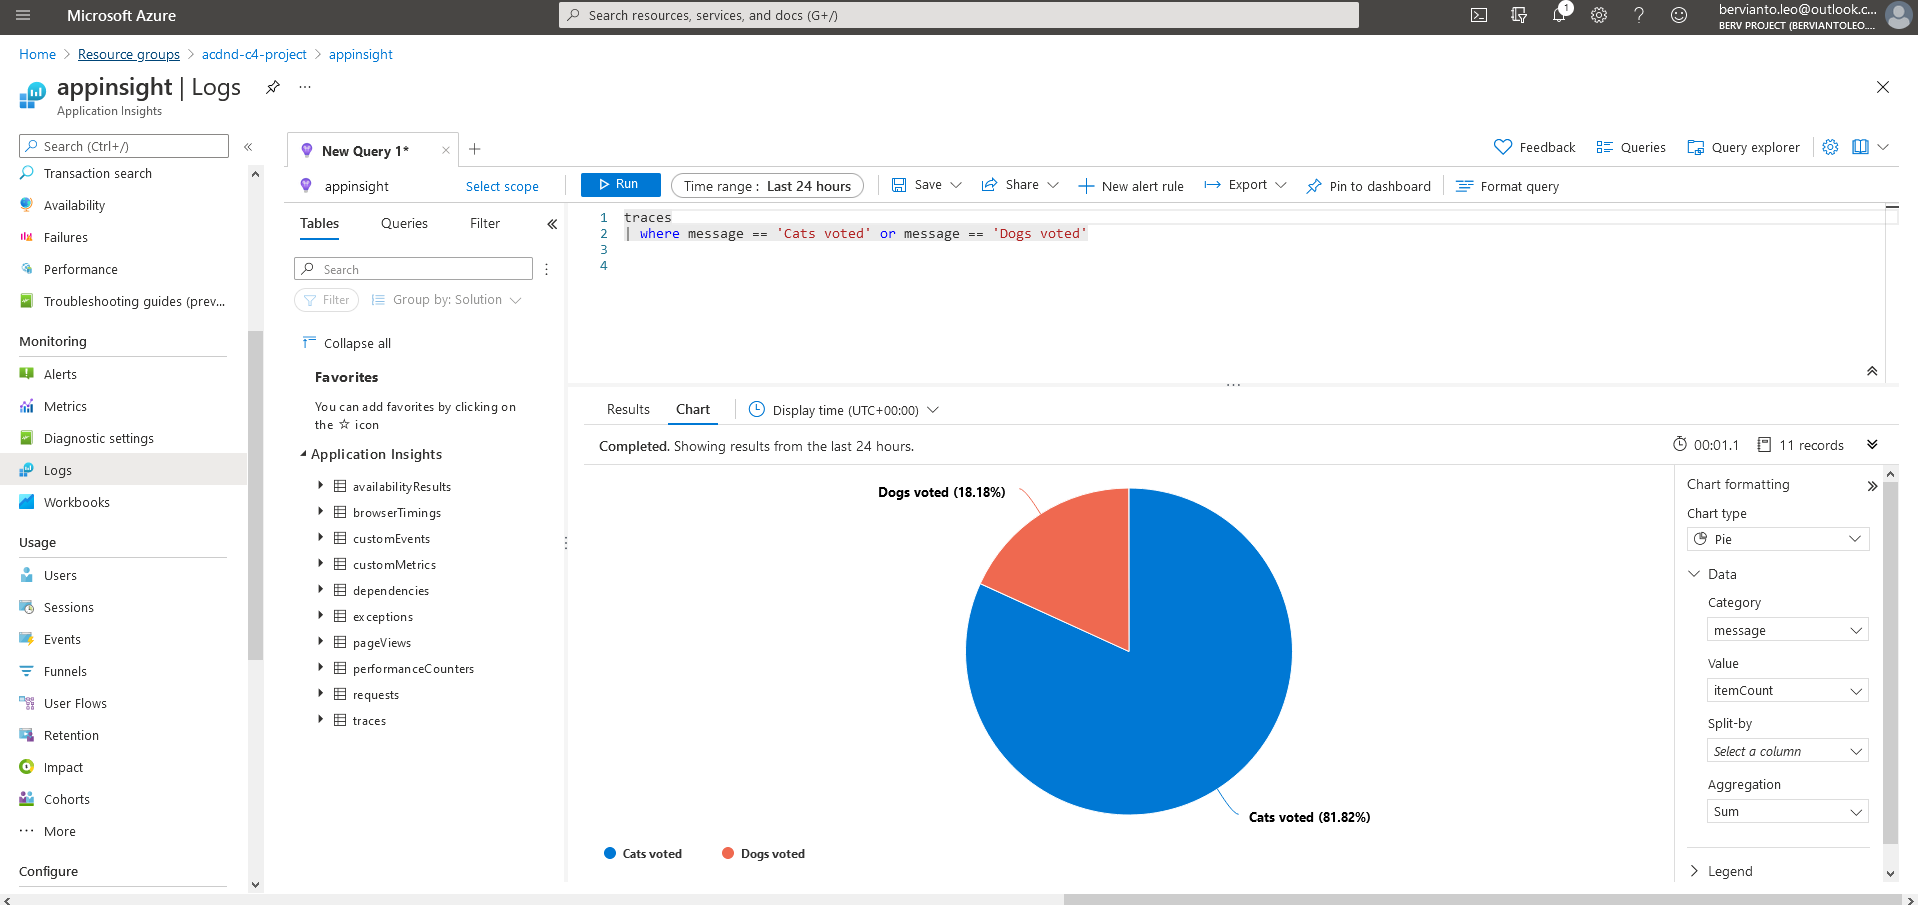 Microsoft Azure
Search resources, services, and docs (G+/)
1
bervianto.leo@outlook.c...
BERV PROJECT (BERVIANTOLEO....
Home > Resource groups > acdnd-c4-project > appinsight
appinsight | Logs
Application Insights
Search (Ctrl+/)
Transaction search
Availability
Failures
Performance
Troubleshooting guides (prev...
Monitoring
Alerts
Metrics
Diagnostic settings
Logs
Workbooks
Usage
Users
Sessions
Events
Funnels
User Flows
Retention
Impact
Cohorts
More
Configure
New Query 1*
Feedback
Queries
Query explorer
appinsight
Select scope
Run
Time range : Last 24 hours
Save
Share
New alert rule
Export
Pin to dashboard
Format query
Tables
Queries
Filter
Search
Filter
Group by: Solution
Collapse all
Favorites
You can add favorites by clicking on
the ☆ icon
Application Insights
availabilityResults
browserTimings
customEvents
customMetrics
dependencies
exceptions
pageViews
performanceCounters
requests
traces
1 traces
2 | where message == 'Cats voted' or message == 'Dogs voted'
3
4
Results
Chart
Display time (UTC+00:00)
Completed. Showing results from the last 24 hours.
00:01.1
11 records
Dogs voted (18.18%)
Cats voted (81.82%)
Cats voted
Dogs voted
Chart formatting
Chart type
Pie
Data
Category
message
Value
itemCount
Split-by
Select a column
Aggregation
Sum
Legend